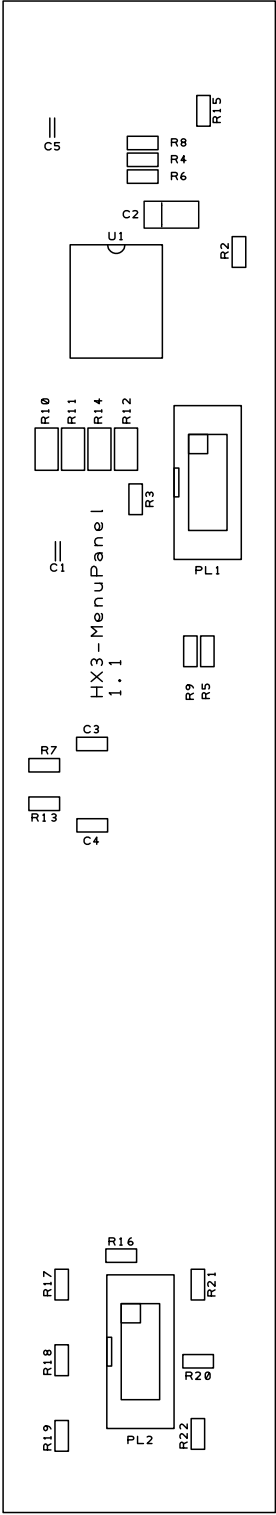 R15
C5
R8
R4
R6
C2
U1
R2
R10
R11
R14
R12
R3
C1
PL1
HX3-MenuPanel
1.1
R9
R5
C3
R7
R13
C4
R16
R17
R21
R18
R20
R19
R22
PL2